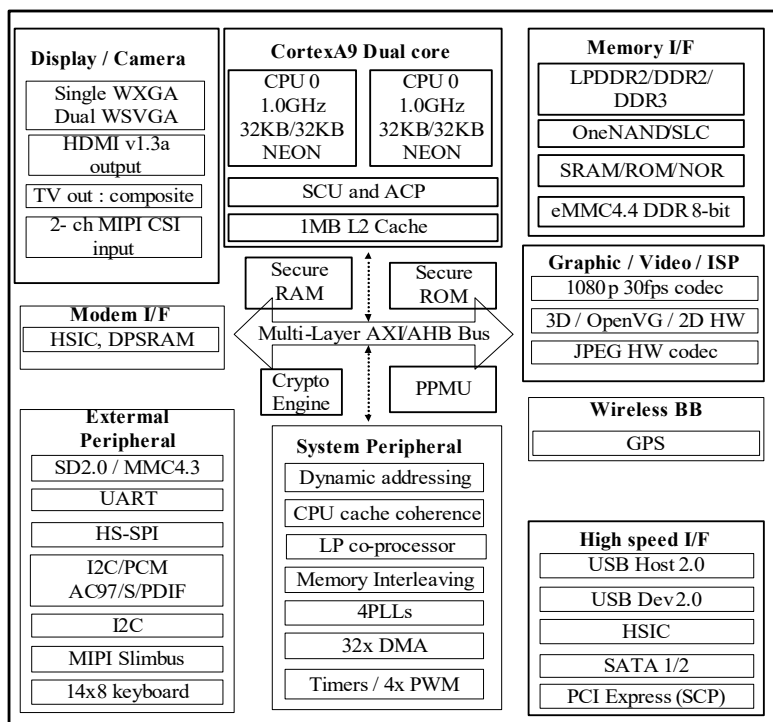 Display / Camera
Single WXGA
Dual WSVGA
HDMI v1.3a
output
TV out : composite
2- ch MIPI CSI
input
CortexA9 Dual core
CPU 0
1.0GHz
32KB/32KB
NEON
CPU 0
1.0GHz
32KB/32KB
NEON
SCU and ACP
1MB L2 Cache
Memory I/F
LPDDR2/DDR2/
DDR3
OneNAND/SLC
SRAM/ROM/NOR
eMMC4.4 DDR 8-bit
Secure
RAM
Secure
ROM
Multi-Layer AXI/AHB Bus
Crypto
Engine
PPMU
Modem I/F
HSIC, DPSRAM
Graphic / Video / ISP
1080p 30fps codec
3D / OpenVG / 2D HW
JPEG HW codec
Wireless BB
GPS
Extermal
Peripheral
SD2.0 / MMC4.3
UART
HS-SPI
I2C/PCM
AC97/S/PDIF
I2C
MIPI Slimbus
14x8 keyboard
System Peripheral
Dynamic addressing
CPU cache coherence
LP co-processor
Memory Interleaving
4PLLs
32x DMA
Timers / 4x PWM
High speed I/F
USB Host 2.0
USB Dev 2.0
HSIC
SATA 1/2
PCI Express (SCP)